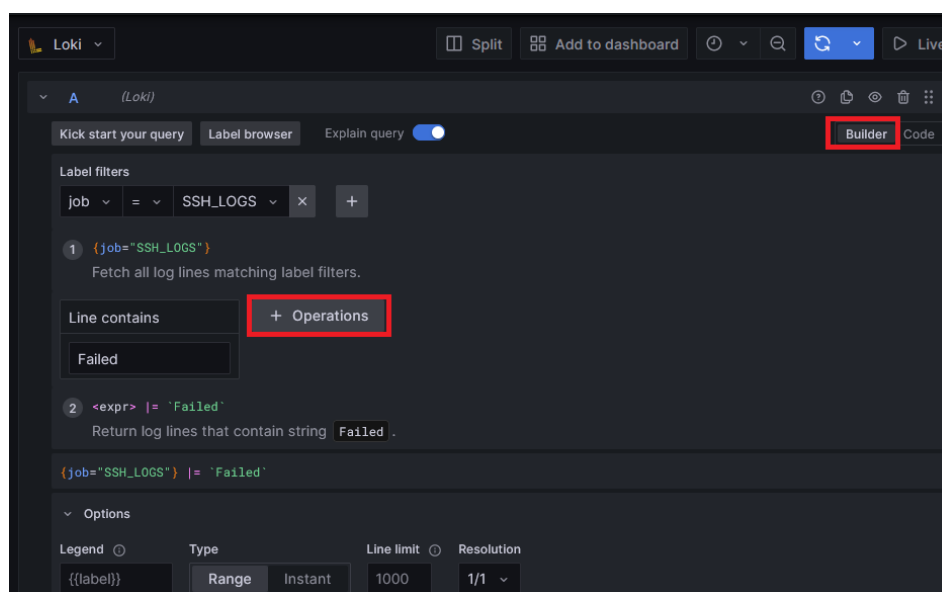 Loki Split Add to dashboard Live
A (Loki)
Kick start your query Label browser Explain query Builder Code
Label filters
job = SSH_LOGS × +
1 {job="SSH_LOGS"}
Fetch all log lines matching label filters.
Line contains + Operations
Failed
2 <expr> |= `Failed`
Return log lines that contain string Failed .
{job="SSH_LOGS"} |= `Failed`
Options
Legend Type Line limit Resolution
{{label}} Range Instant 1000 1/1